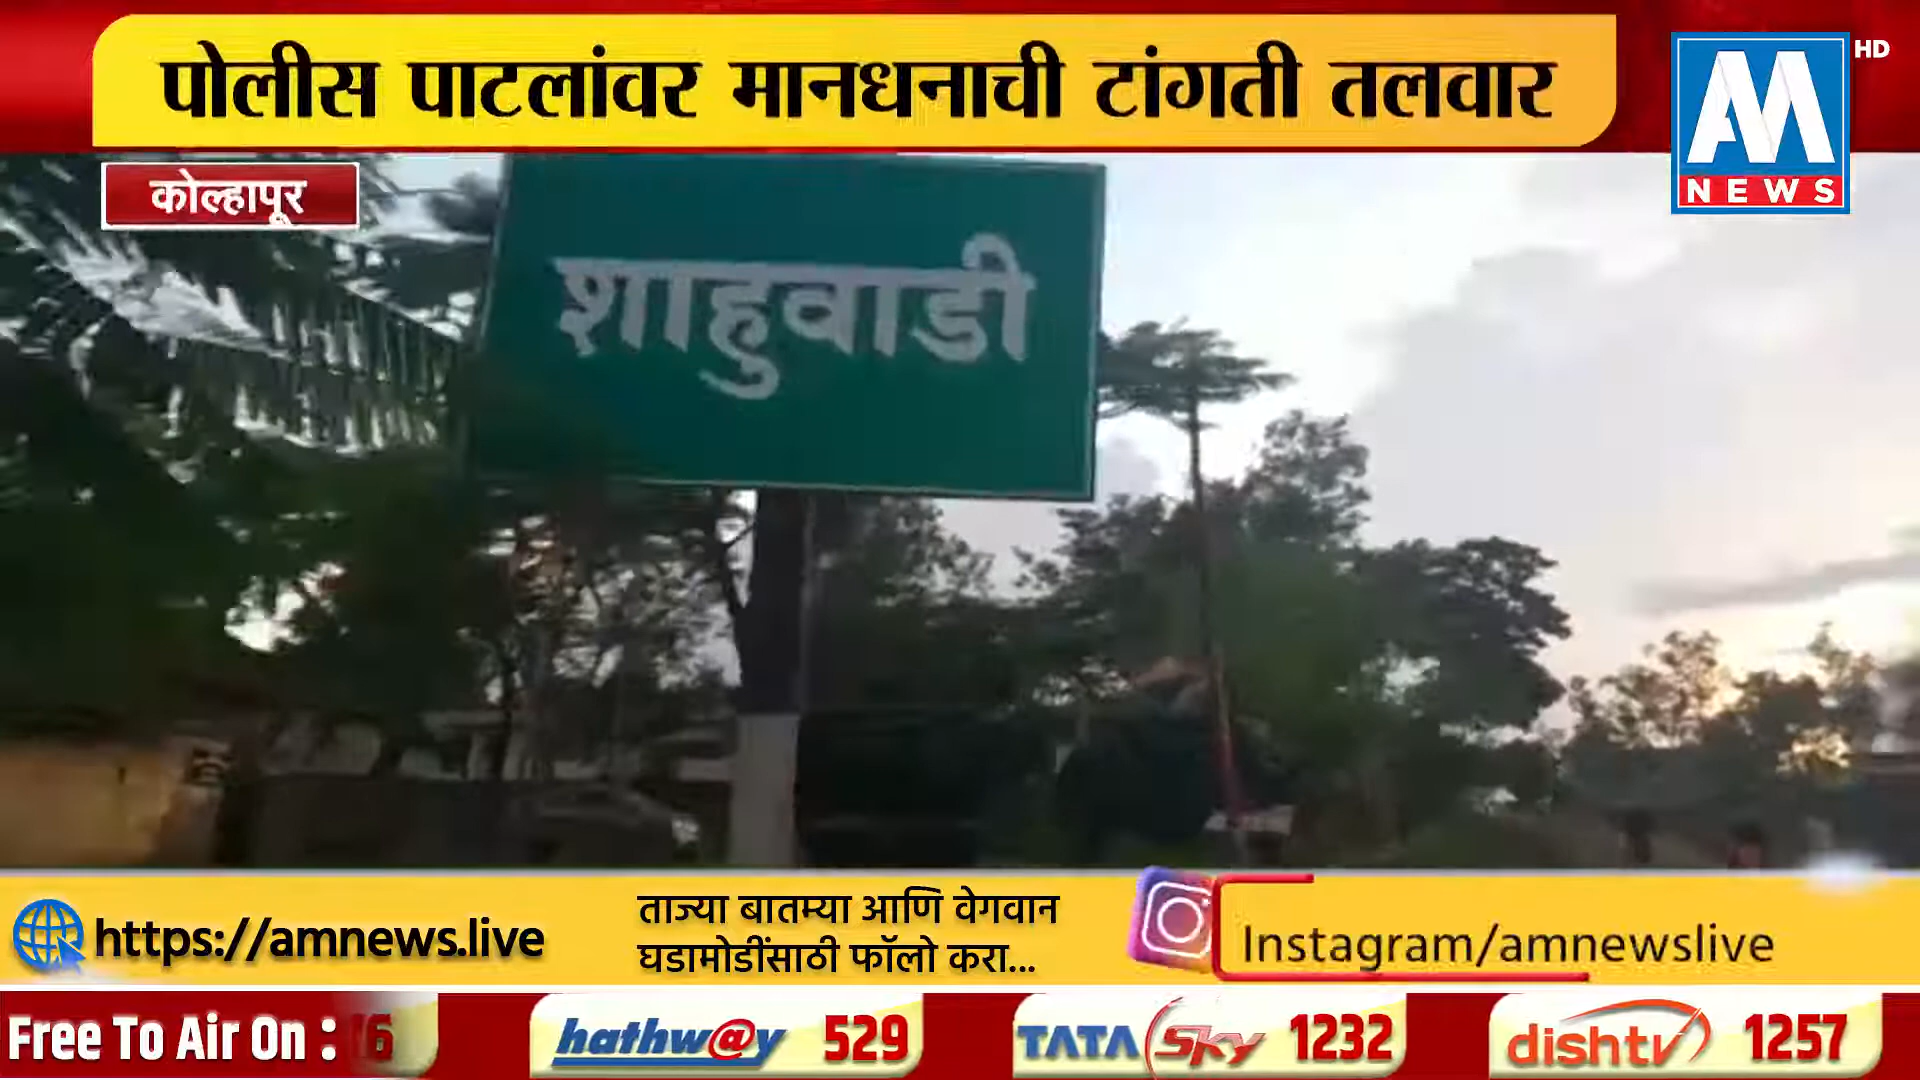 पोलीस पाटलांवर मानधनाची टांगती तलवार
AM
NEWS
HD
कोल्हापूर
शाहुवाडी
https://amnews.live
ताज्या बातम्या आणि वेगवान
घडामोडींसाठी फॉलो करा...
Instagram/amnewslive
Free To Air On :
hathw@y 529
TATA Sky 1232
dishtv 1257